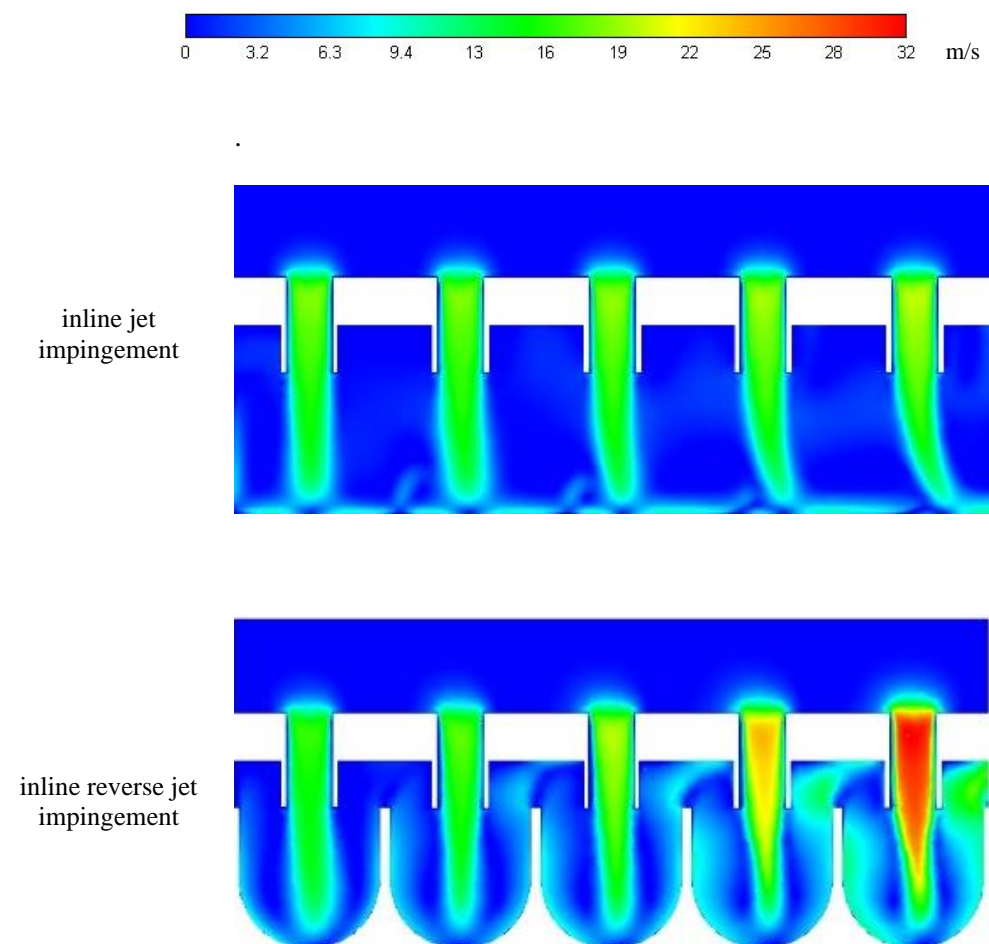 0 3.2 6.3 9.4 13 16 19 22 25 28 32 m/s
.
inline jet
impingement
inline reverse jet
impingement